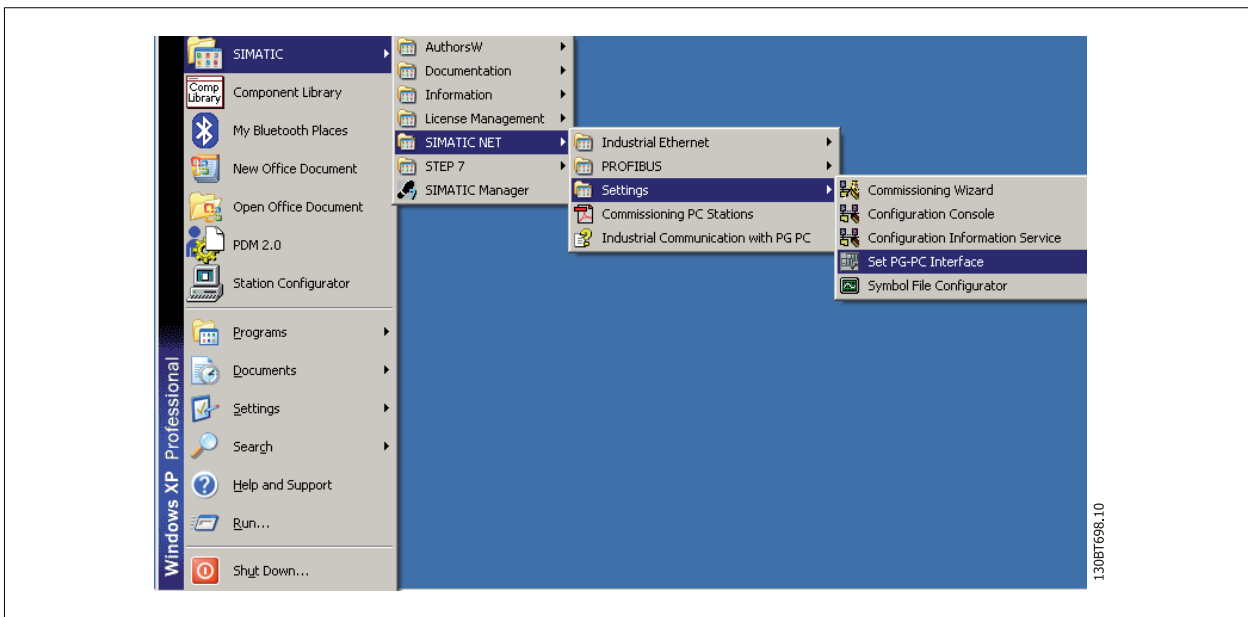 SIMATIC
Comp
Library
Component Library
My Bluetooth Places
New Office Document
Open Office Document
PDM 2.0
Station Configurator
Programs
Documents
Settings
Search
Help and Support
Run...
Shut Down...
Windows XP Professional
AuthorsW
Documentation
Information
License Management
SIMATIC NET
STEP 7
SIMATIC Manager
Industrial Ethernet
PROFIBUS
Settings
Commissioning PC Stations
Industrial Communication with PG PC
Commissioning Wizard
Configuration Console
Configuration Information Service
Set PG-PC Interface
Symbol File Configurator
130BT698.10